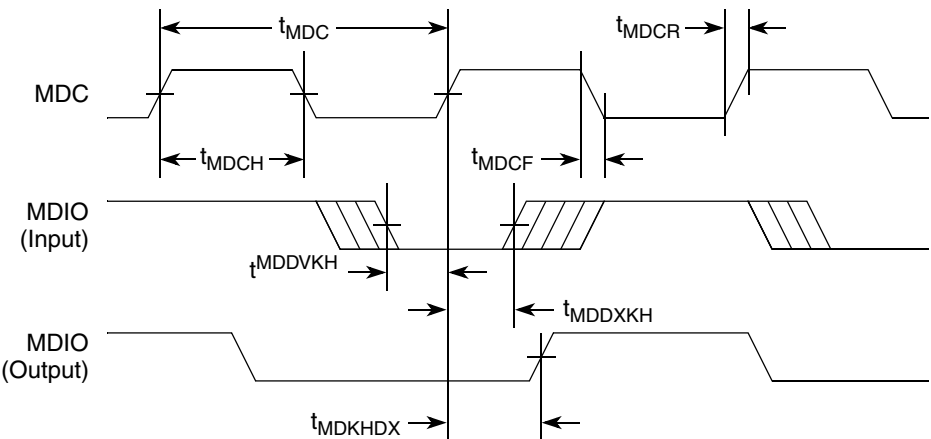 tMDC
tMDCR
MDC
tMDCH
tMDCF
MDIO
(Input)
tMDDVKH
tMDDXKH
MDIO
(Output)
tMDKHDX